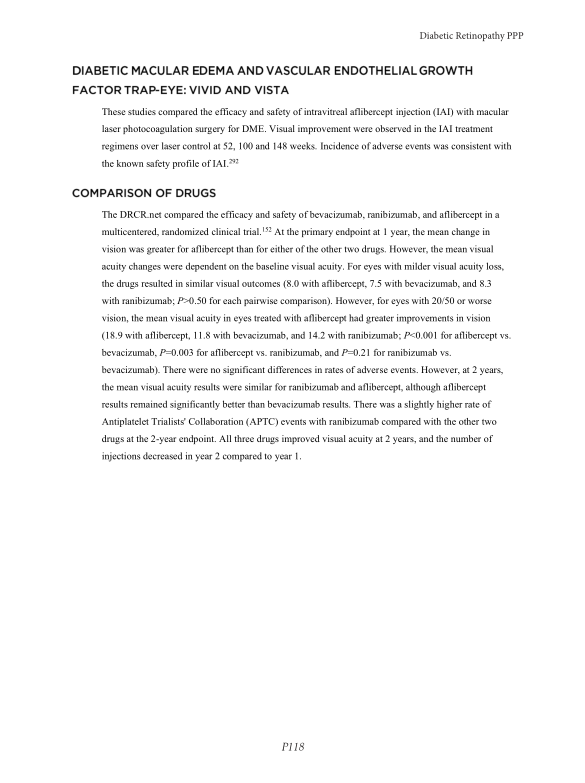 Diabetic Retinopathy PPP
DIABETIC MACULAR EDEMA AND VASCULAR ENDOTHELIAL GROWTH
FACTOR TRAP-EYE: VIVID AND VISTA
These studies compared the efficacy and safety of intravitreal aflibercept injection (IAI) with macular
laser photocoagulation surgery for DME. Visual improvement were observed in the IAI treatment
regimens over laser control at 52, 100 and 148 weeks. Incidence of adverse events was consistent with
the known safety profile of IAI.292
COMPARISON OF DRUGS
The DRCR.net compared the efficacy and safety of bevacizumab, ranibizumab, and aflibercept in a
multicentered, randomized clinical trial.152 At the primary endpoint at 1 year, the mean change in
vision was greater for aflibercept than for either of the other two drugs. However, the mean visual
acuity changes were dependent on the baseline visual acuity. For eyes with milder visual acuity loss,
the drugs resulted in similar visual outcomes (8.0 with aflibercept, 7.5 with bevacizumab, and 8.3
with ranibizumab; P>0.50 for each pairwise comparison). However, for eyes with 20/50 or worse
vision, the mean visual acuity in eyes treated with aflibercept had greater improvements in vision
(18.9 with aflibercept, 11.8 with bevacizumab, and 14.2 with ranibizumab; P<0.001 for aflibercept vs.
bevacizumab, P=0.003 for aflibercept vs. ranibizumab, and P=0.21 for ranibizumab vs.
bevacizumab). There were no significant differences in rates of adverse events. However, at 2 years,
the mean visual acuity results were similar for ranibizumab and aflibercept, although aflibercept
results remained significantly better than bevacizumab results. There was a slightly higher rate of
Antiplatelet Trialists' Collaboration (APTC) events with ranibizumab compared with the other two
drugs at the 2-year endpoint. All three drugs improved visual acuity at 2 years, and the number of
injections decreased in year 2 compared to year 1.
P118